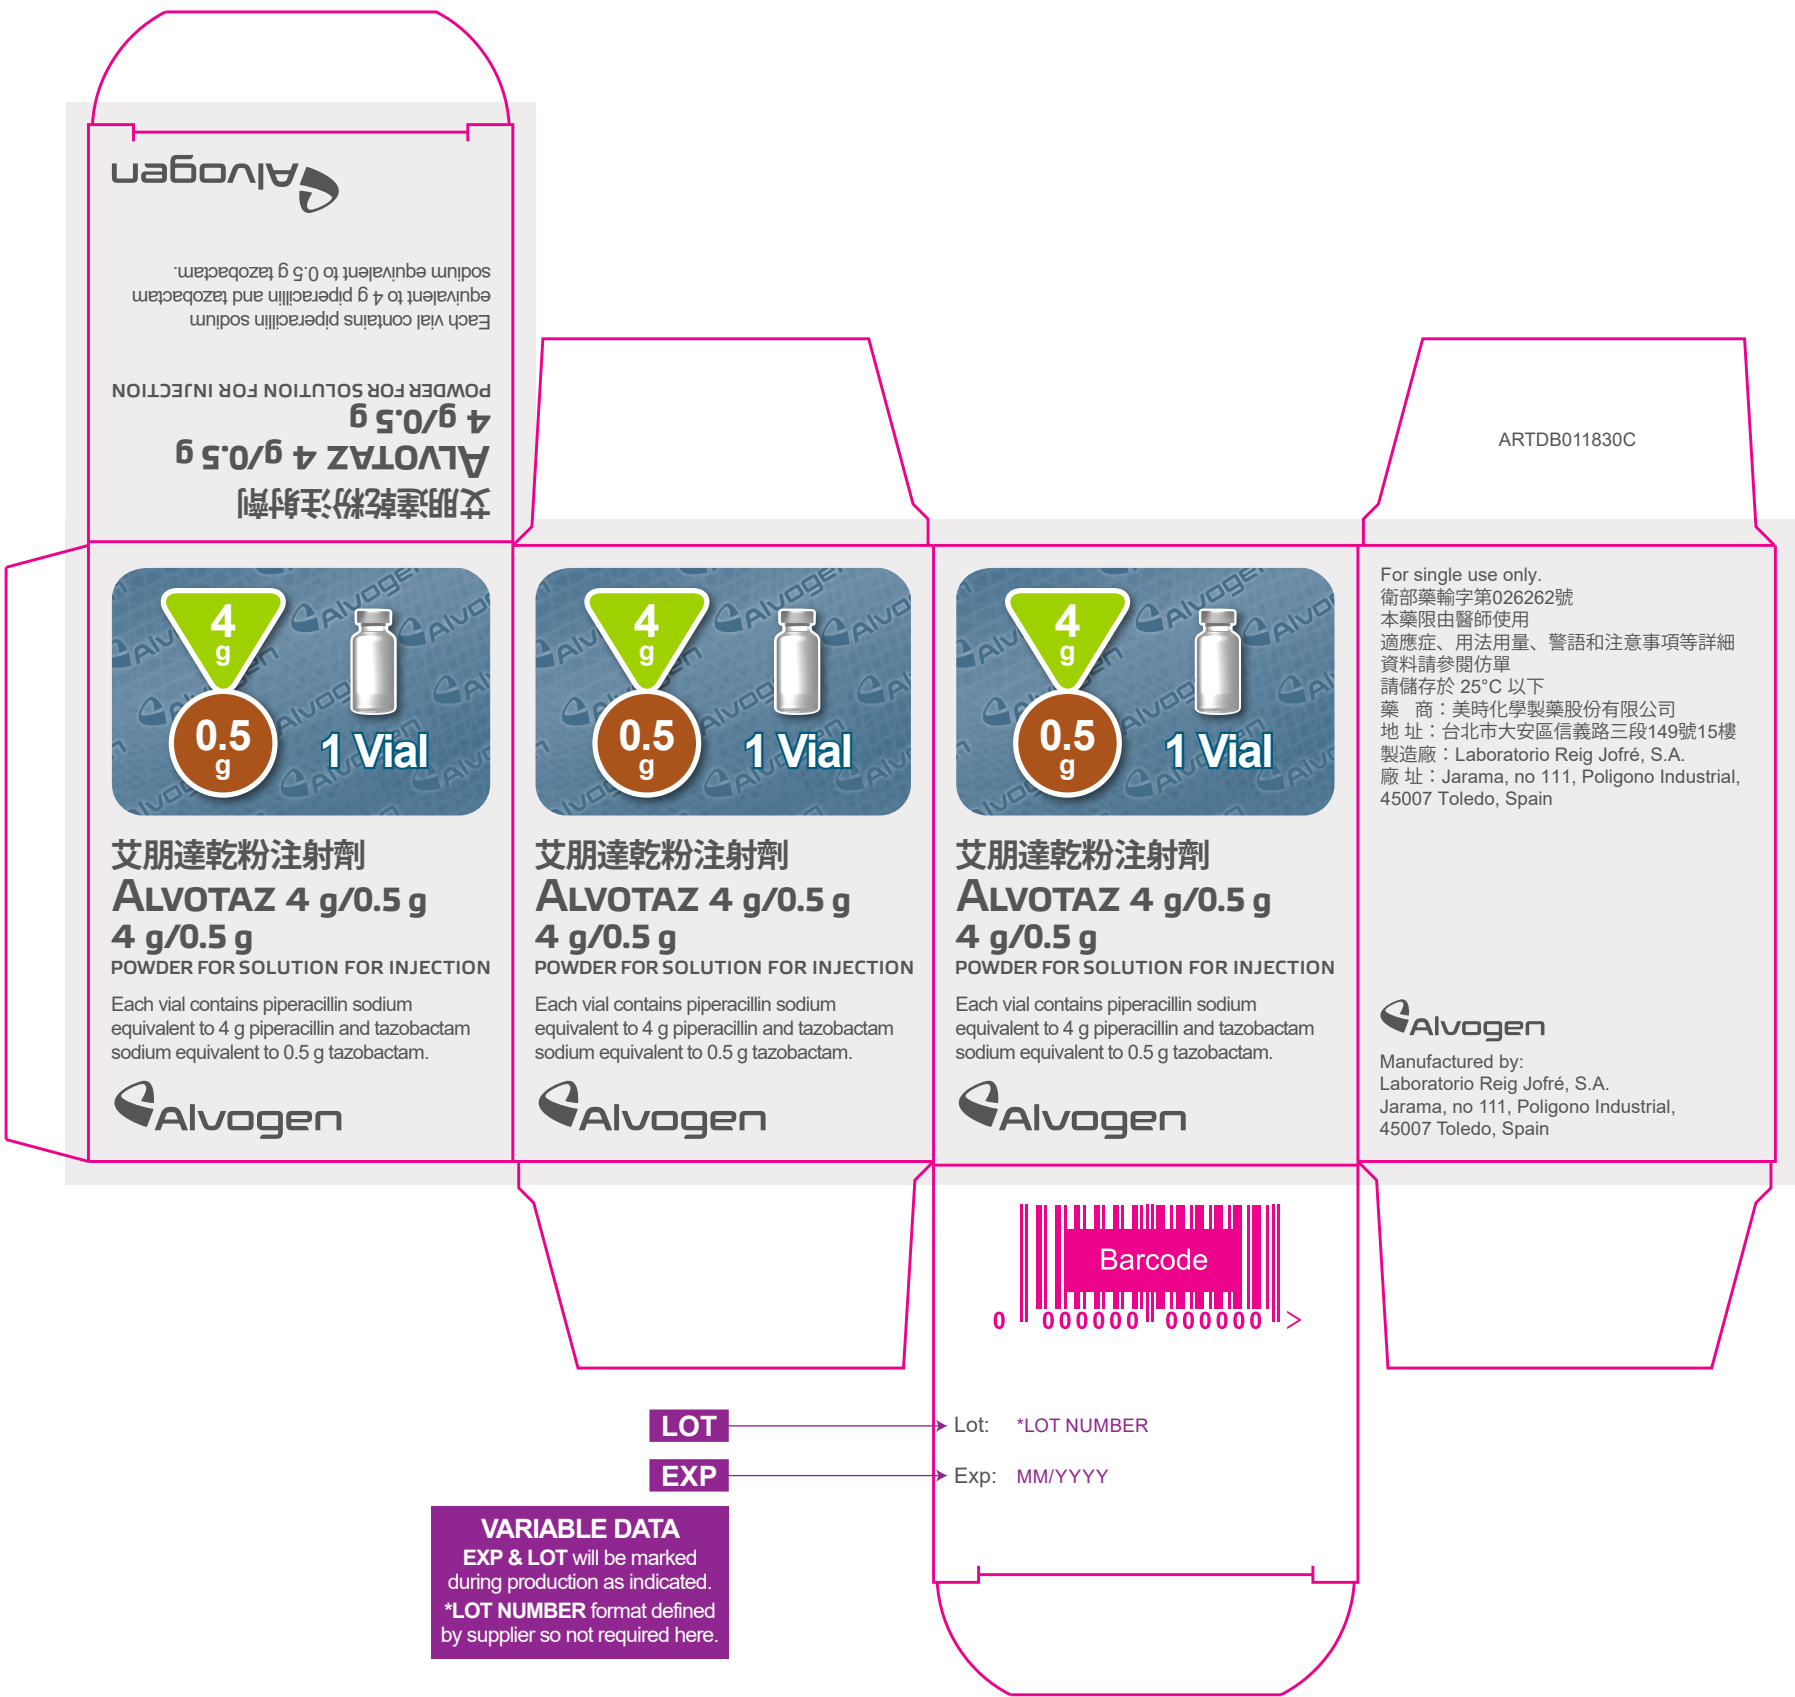 Alvogen
Each vial contains piperacillin sodium
equivalent to 4 g piperacillin and tazobactam
sodium equivalent to 0.5 g tazobactam.
POWDER FOR SOLUTION FOR INJECTION
4 g/0.5 g
ALVOTAZ 4 g/0.5 g
艾朋達乾粉注射劑
ARTDB011830C
4
g
0.5
g
1 Vial
艾朋達乾粉注射劑
ALVOTAZ 4 g/0.5 g
4 g/0.5 g
POWDER FOR SOLUTION FOR INJECTION
Each vial contains piperacillin sodium
equivalent to 4 g piperacillin and tazobactam
sodium equivalent to 0.5 g tazobactam.
Alvogen
4
g
0.5
g
1 Vial
艾朋達乾粉注射劑
ALVOTAZ 4 g/0.5 g
4 g/0.5 g
POWDER FOR SOLUTION FOR INJECTION
Each vial contains piperacillin sodium
equivalent to 4 g piperacillin and tazobactam
sodium equivalent to 0.5 g tazobactam.
Alvogen
4
g
0.5
g
1 Vial
艾朋達乾粉注射劑
ALVOTAZ 4 g/0.5 g
4 g/0.5 g
POWDER FOR SOLUTION FOR INJECTION
Each vial contains piperacillin sodium
equivalent to 4 g piperacillin and tazobactam
sodium equivalent to 0.5 g tazobactam.
Alvogen
For single use only.
衛部藥輸字第026262號
本藥限由醫師使用
適應症、用法用量、警語和注意事項等詳細
資料請參閱仿單
請儲存於 25°C 以下
藥 商：美時化學製藥股份有限公司
地 址：台北市大安區信義路三段149號15樓
製造廠：Laboratorio Reig Jofré, S.A.
廠 址：Jarama, no 111, Poligono Industrial,
45007 Toledo, Spain
Alvogen
Manufactured by:
Laboratorio Reig Jofré, S.A.
Jarama, no 111, Poligono Industrial,
45007 Toledo, Spain
Barcode
0 000000 000000 >
LOT
Lot: *LOT NUMBER
EXP
Exp: MM/YYYY
VARIABLE DATA
EXP & LOT will be marked
during production as indicated.
*LOT NUMBER format defined
by supplier so not required here.